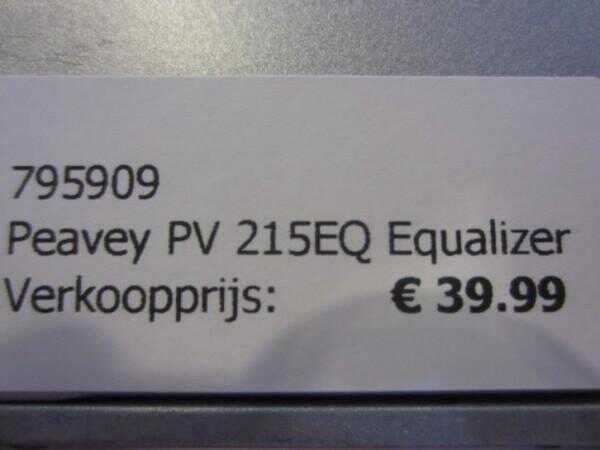 795909
Peavey PV 215EQ Equalizer
Verkoopprijs: € 39.99